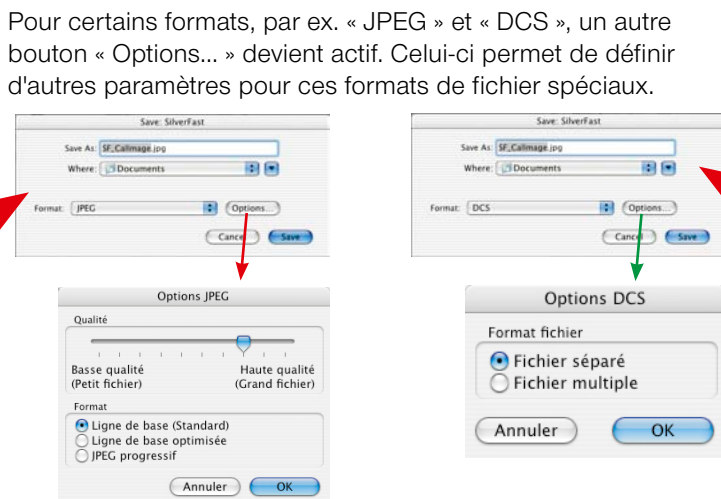 Pour certains formats, par ex. « JPEG » et « DCS », un autre
bouton « Options... » devient actif. Celui-ci permet de définir
d'autres paramètres pour ces formats de fichier spéciaux.
Save: SilverFast
Save As: SF_CalImage.jpg
Where: Documents
Format: JPEG Options...
Cancel Save
Options JPEG
Qualité
Basse qualité Haute qualité
(Petit fichier) (Grand fichier)
Format
Ligne de base (Standard)
Ligne de base optimisée
JPEG progressif
Annuler OK
Save: SilverFast
Save As: SF_CalImage.jpg
Where: Documents
Format: DCS Options...
Cancel Save
Options DCS
Format fichier
Fichier séparé
Fichier multiple
Annuler OK